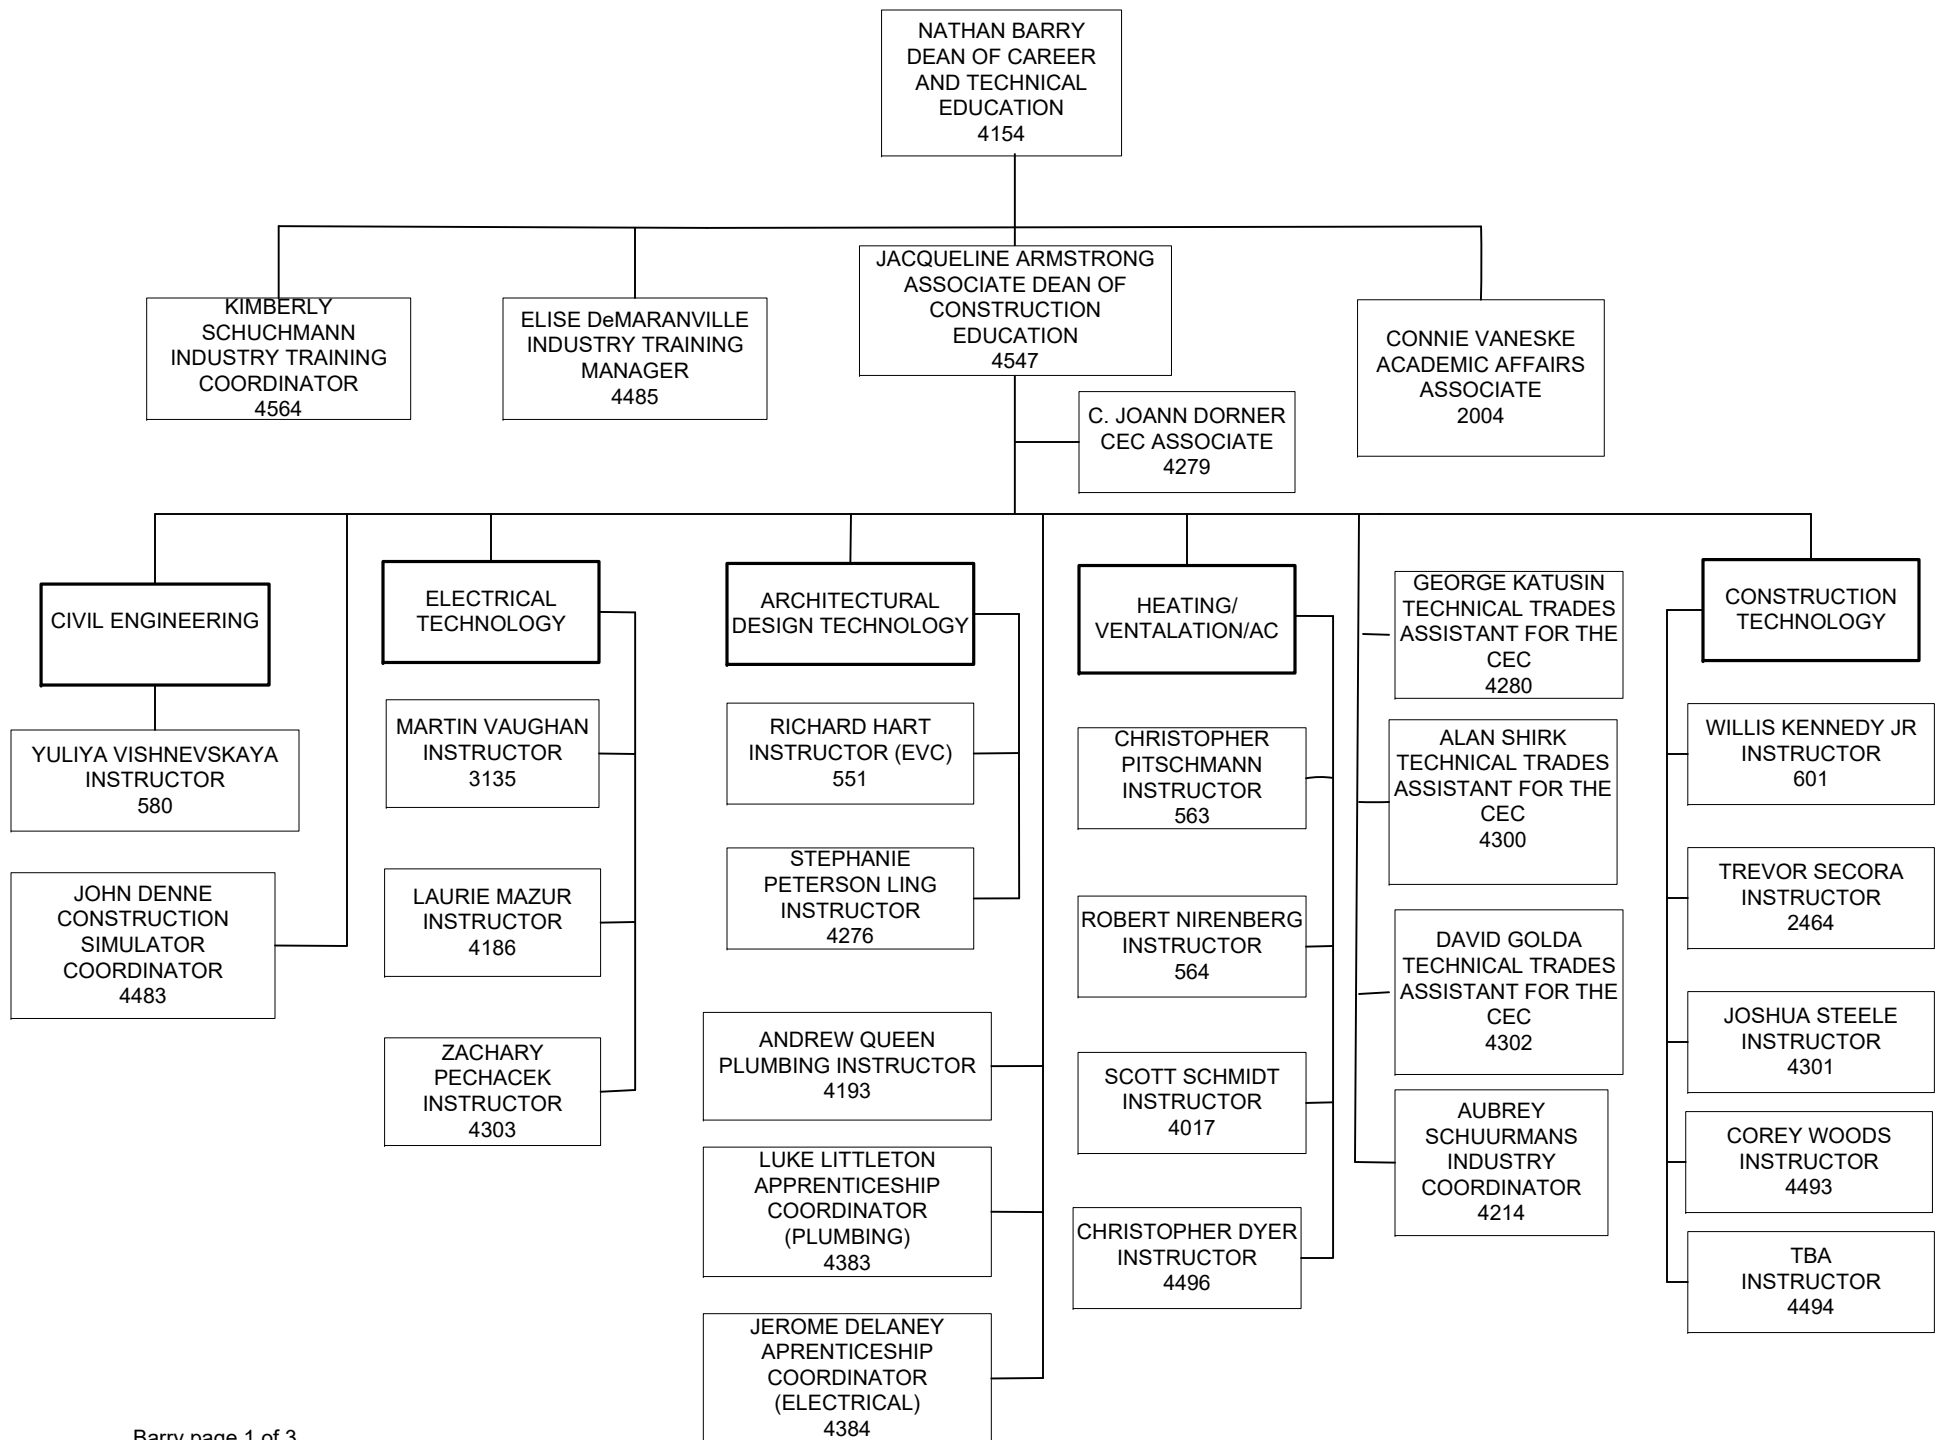 NATHAN BARRY
DEAN OF CAREER
AND TECHNICAL
EDUCATION
4154
KIMBERLY
SCHUCHMANN
INDUSTRY TRAINING
COORDINATOR
4564
ELISE DeMARANVILLE
INDUSTRY TRAINING
MANAGER
4485
JACQUELINE ARMSTRONG
ASSOCIATE DEAN OF
CONSTRUCTION
EDUCATION
4547
CONNIE VANESKE
ACADEMIC AFFAIRS
ASSOCIATE
2004
C. JOANN DORNER
CEC ASSOCIATE
4279
CIVIL ENGINEERING
YULIYA VISHNEVSKAYA
INSTRUCTOR
580
JOHN DENNE
CONSTRUCTION
SIMULATOR
COORDINATOR
4483
ELECTRICAL
TECHNOLOGY
MARTIN VAUGHAN
INSTRUCTOR
3135
LAURIE MAZUR
INSTRUCTOR
4186
ZACHARY
PECHACEK
INSTRUCTOR
4303
ARCHITECTURAL
DESIGN TECHNOLOGY
RICHARD HART
INSTRUCTOR (EVC)
551
STEPHANIE
PETERSON LING
INSTRUCTOR
4276
ANDREW QUEEN
PLUMBING INSTRUCTOR
4193
LUKE LITTLETON
APPRENTICESHIP
COORDINATOR
(PLUMBING)
4383
JEROME DELANEY
APRENTICESHIP
COORDINATOR
(ELECTRICAL)
4384
HEATING/
VENTALATION/AC
CHRISTOPHER
PITSCHMANN
INSTRUCTOR
563
ROBERT NIRENBERG
INSTRUCTOR
564
SCOTT SCHMIDT
INSTRUCTOR
4017
CHRISTOPHER DYER
INSTRUCTOR
4496
GEORGE KATUSIN
TECHNICAL TRADES
ASSISTANT FOR THE
CEC
4280
ALAN SHIRK
TECHNICAL TRADES
ASSISTANT FOR THE
CEC
4300
DAVID GOLDA
TECHNICAL TRADES
ASSISTANT FOR THE
CEC
4302
AUBREY
SCHUURMANS
INDUSTRY
COORDINATOR
4214
CONSTRUCTION
TECHNOLOGY
WILLIS KENNEDY JR
INSTRUCTOR
601
TREVOR SECORA
INSTRUCTOR
2464
JOSHUA STEELE
INSTRUCTOR
4301
COREY WOODS
INSTRUCTOR
4493
TBA
INSTRUCTOR
4494
Barry page 1 of 3